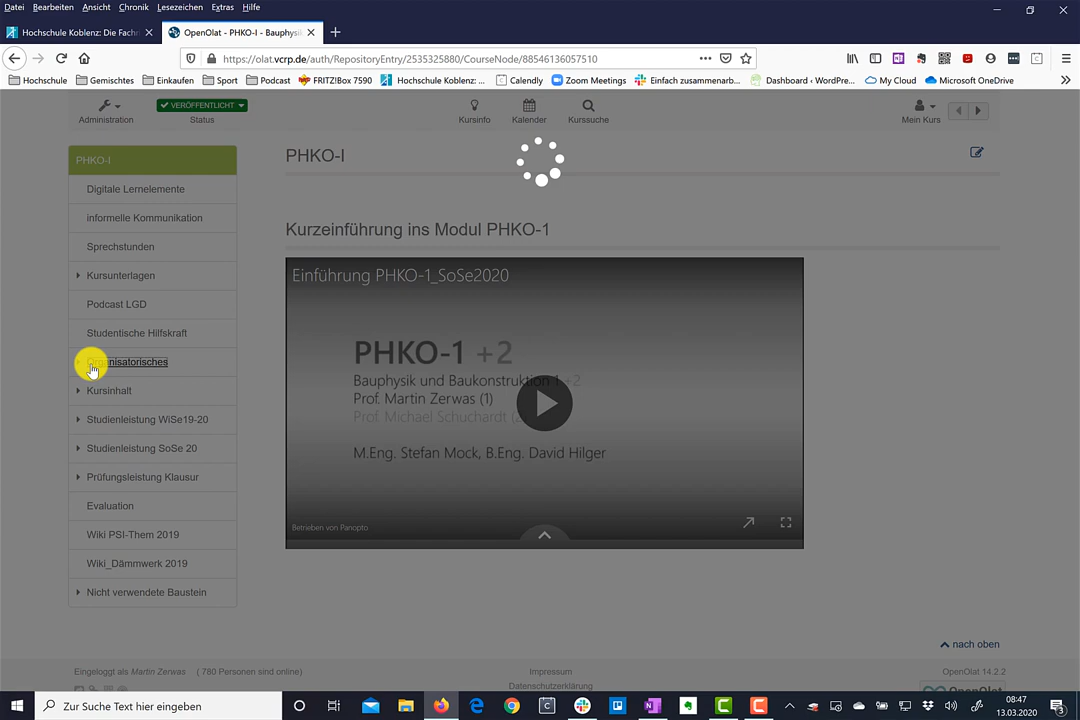 Datei Bearbeiten Ansicht Chronik Lesezeichen Extras Hilfe
Hochschule Koblenz: Die Fachn
OpenOlat - PHKO-I - Bauphysik
https://olat.vcrp.de/auth/RepositoryEntry/2535325880/CourseNode/88546136057510
Hochschule Gemischtes Einkaufen Sport Podcast FRITZ!Box 7590 Hochschule Koblenz: ... Calendly Zoom Meetings Einfach zusammenarb... Dashboard ‹ WordPre... My Cloud Microsoft OneDrive
Administration
VERÖFFENTLICHT
Status
Kursinfo
Kalender
Kurssuche
Mein Kurs
PHKO-I
Digitale Lernelemente
informelle Kommunikation
Sprechstunden
Kursunterlagen
Podcast LGD
Studentische Hilfskraft
Organisatorisches
Kursinhalt
Studienleistung WiSe19-20
Studienleistung SoSe 20
Prüfungsleistung Klausur
Evaluation
Wiki PSI-Them 2019
Wiki_Dämmwerk 2019
Nicht verwendete Baustein
PHKO-I
Kurzeinführung ins Modul PHKO-1
Einführung PHKO-1_SoSe2020
PHKO-1 +2
Bauphysik und Baukonstruktion 1 +2
Prof. Martin Zerwas (1)
Prof. Michael Schuchardt (2
M.Eng. Stefan Mock, B.Eng. David Hilger
Betrieben von Panopto
nach oben
Eingeloggt als Martin Zerwas ( 780 Personen sind online)
Impressum
Datenschutzerklärung
OpenOlat 14.2.2
OpenOlat
Zur Suche Text hier eingeben
08:47
13.03.2020
3